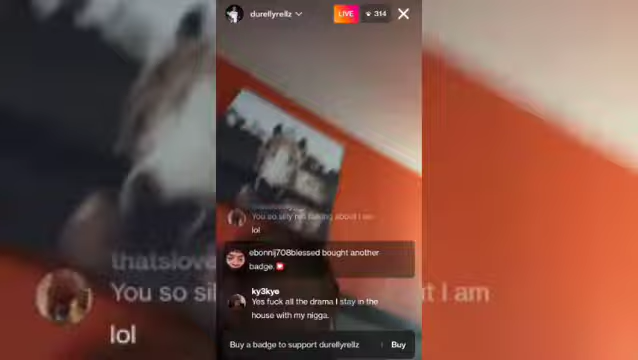 durellyrellz
LIVE
314
You so silly
talking about I am
lol
ebonnij708blessed bought another
badge.
ky3kye
Yes fuck all the drama I stay in the
house with my nigga.
Buy a badge to support durellyrellz
Buy
thatslove
You so sil
t I am
lol